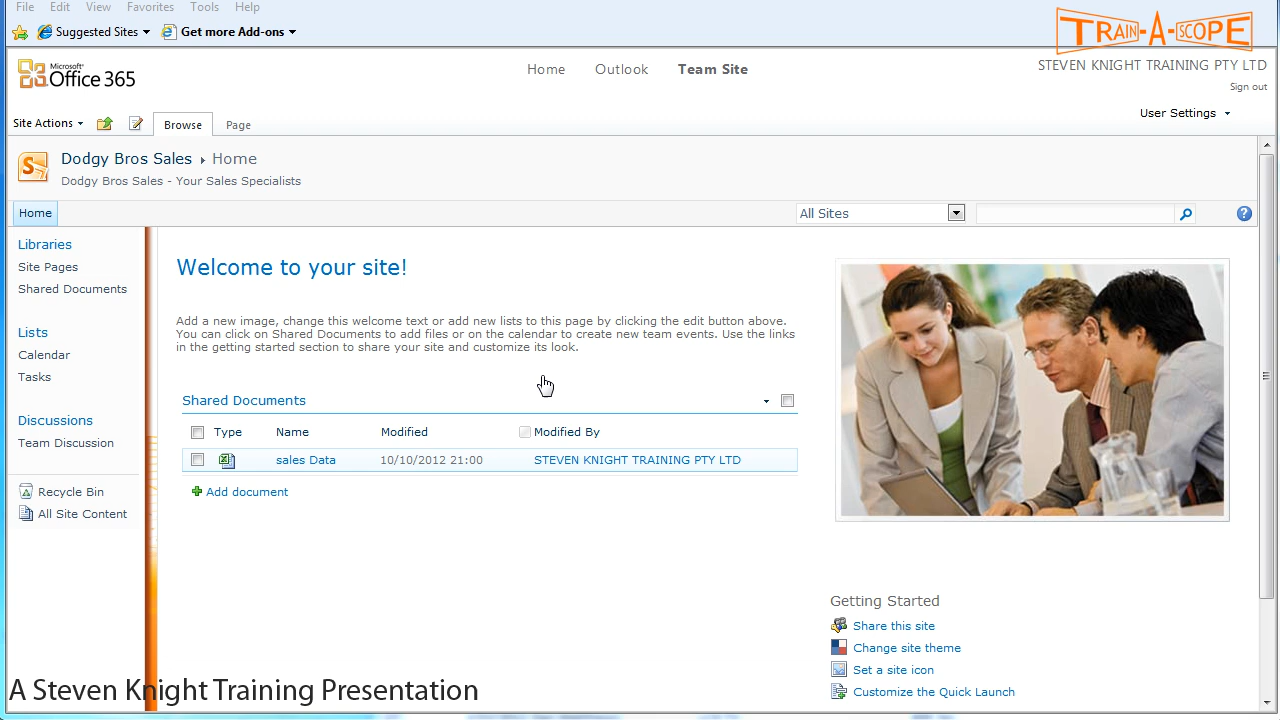 File Edit View Favorites Tools Help
Suggested Sites Get more Add-ons
TRAIN-A-SCOPE
Microsoft®
Office 365
Home Outlook Team Site
STEVEN KNIGHT TRAINING PTY LTD
Sign out
User Settings
Site Actions Browse Page
Dodgy Bros Sales Home
Dodgy Bros Sales - Your Sales Specialists
Home All Sites
Libraries
Site Pages
Shared Documents
Lists
Calendar
Tasks
Discussions
Team Discussion
Recycle Bin
All Site Content
Welcome to your site!
Add a new image, change this welcome text or add new lists to this page by clicking the edit button above.
You can click on Shared Documents to add files or on the calendar to create new team events. Use the links
in the getting started section to share your site and customize its look.
Shared Documents
Type Name Modified Modified By
sales Data 10/10/2012 21:00 STEVEN KNIGHT TRAINING PTY LTD
Add document
Getting Started
Share this site
Change site theme
Set a site icon
Customize the Quick Launch
A Steven Knight Training Presentation